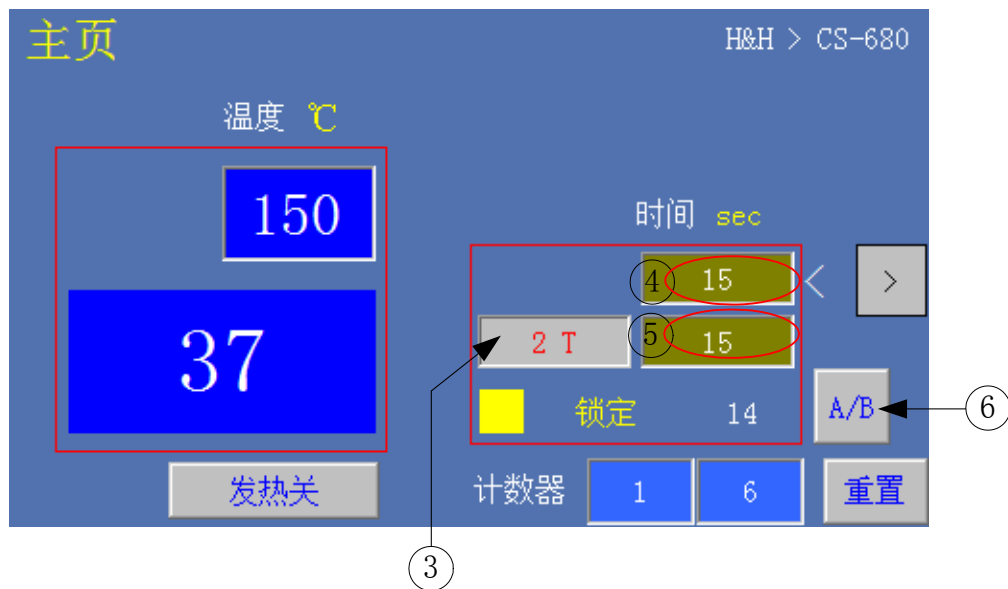 主页
H&H > CS-680
温度 ℃
150
时间 sec
④ 15 < >
37
2 T ⑤ 15
锁定 14 A/B ⑥
发热关
计数器 1 6 重置
③